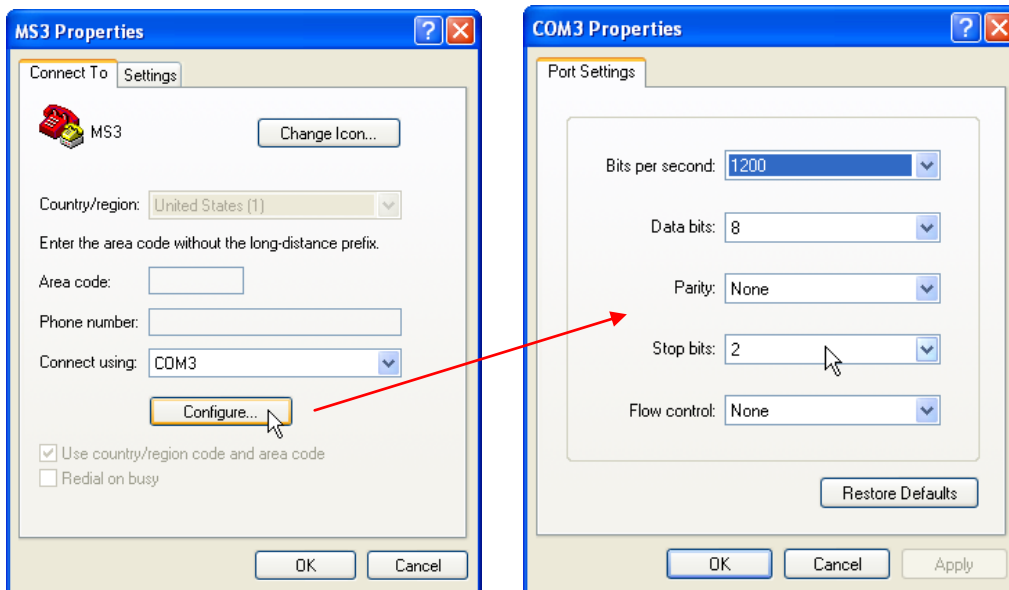 MS3 Properties
Connect To
Settings
MS3
Change Icon...
Country/region: United States (1)
Enter the area code without the long-distance prefix.
Area code:
Phone number:
Connect using: COM3
Configure...
Use country/region code and area code
Redial on busy
OK
Cancel
COM3 Properties
Port Settings
Bits per second: 1200
Data bits: 8
Parity: None
Stop bits: 2
Flow control: None
Restore Defaults
OK
Cancel
Apply